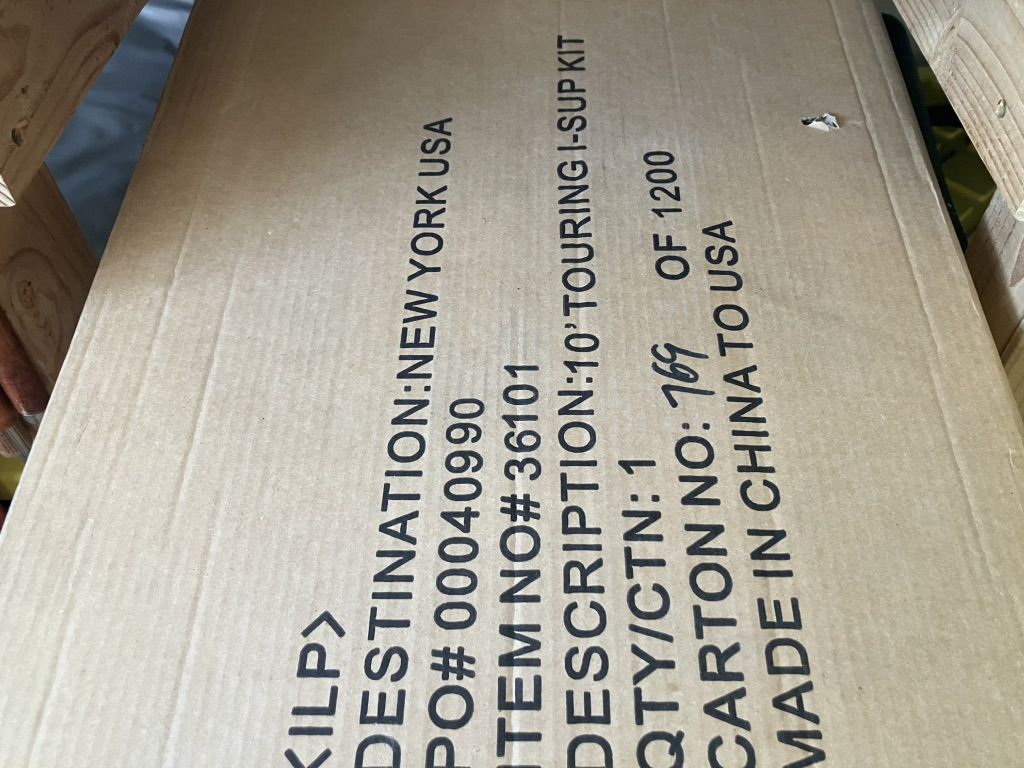 KILP>
DESTINATION:NEW YORK USA
PO# 00040990
ITEM NO# 36101
DESCRIPTION:10' TOURING I-SUP KIT
QTY/CTN: 1
CARTON NO: 769 OF 1200
MADE IN CHINA TO USA